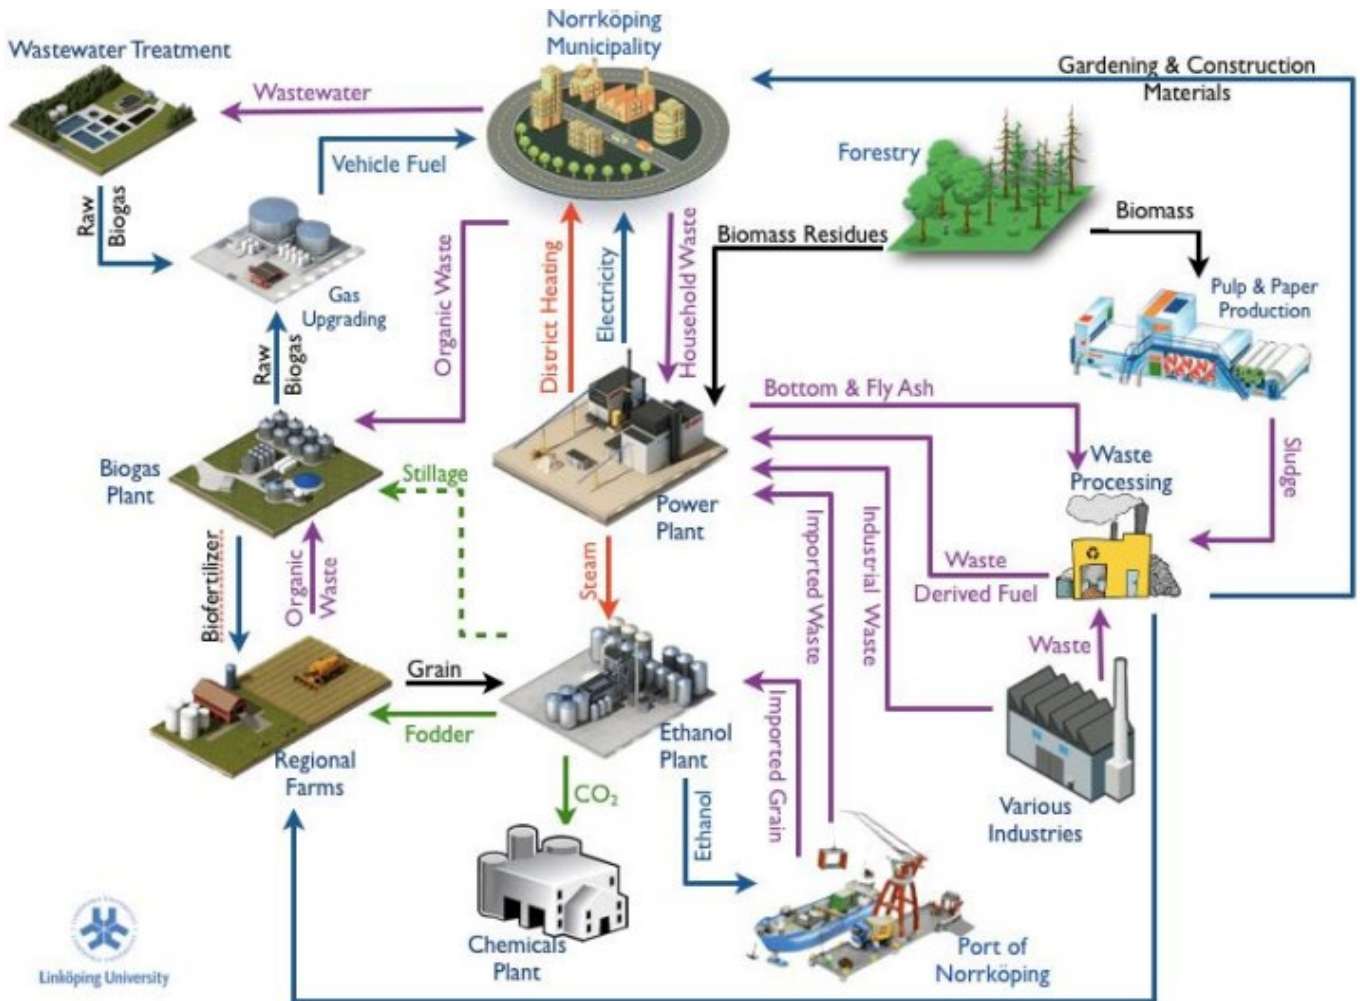 Norrköping
Municipality
Wastewater Treatment
Gardening & Construction
Materials
Wastewater
Forestry
Vehicle Fuel
Raw
Biogas
Biomass
Biomass Residues
Organic Waste
District Heating
Electricity
Household Waste
Gas
Upgrading
Pulp & Paper
Production
Raw
Biogas
Bottom & Fly Ash
Sludge
Waste
Processing
Biogas
Plant
Stillage
Power
Plant
Imported Waste
Industrial Waste
Waste
Derived Fuel
Biofertilizer
Organic
Waste
Steam
Waste
Grain
Fodder
Ethanol
Plant
Imported Grain
Regional
Farms
CO₂
Ethanol
Various
Industries
Chemicals
Plant
Port of
Norrköping
LINKÖPING UNIVERSITY
Linköping University